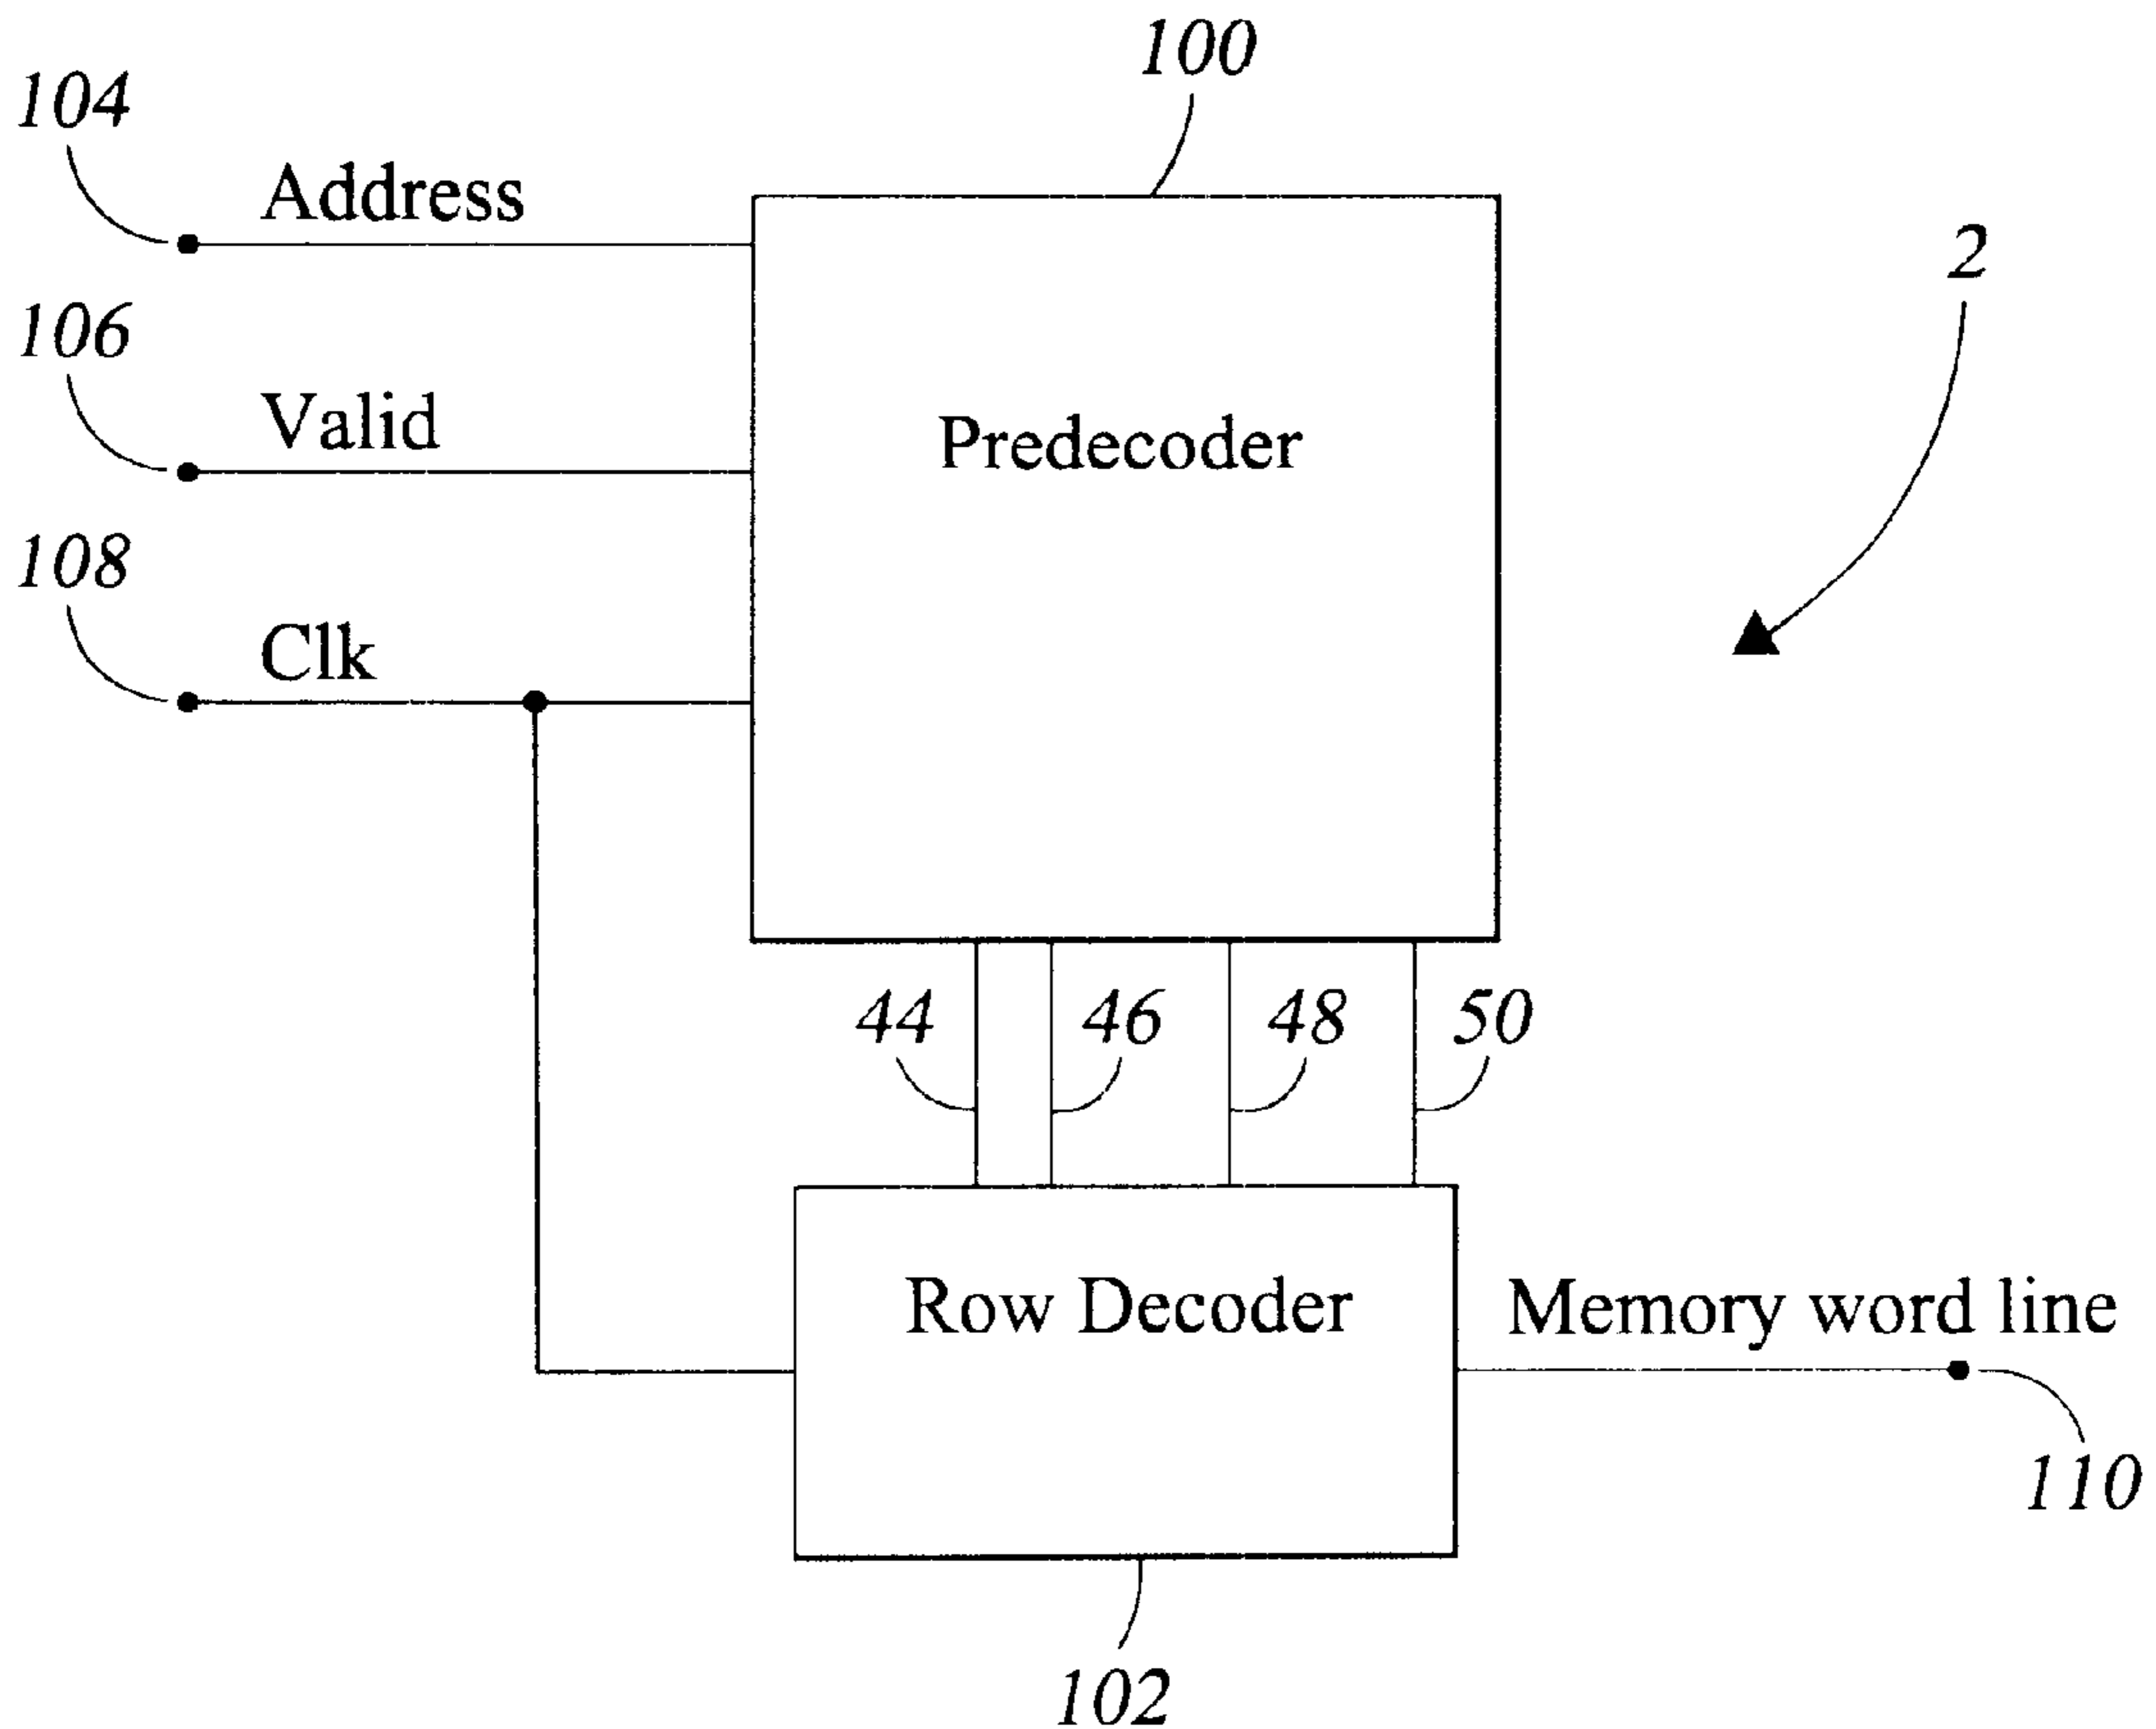 100
104
Address
2
106
Valid
Predecoder
108
Clk
44
46
48
50
Row Decoder
Memory word line
110
102